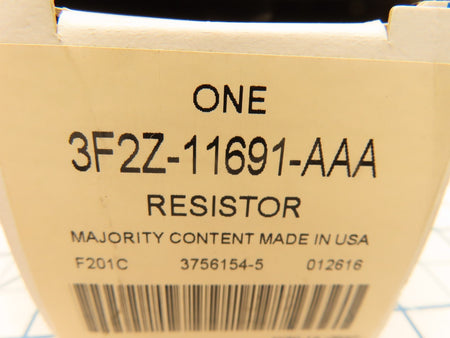 ONE
3F2Z-11691-AAA
RESISTOR
MAJORITY CONTENT MADE IN USA
F201C 3756154-5 012616